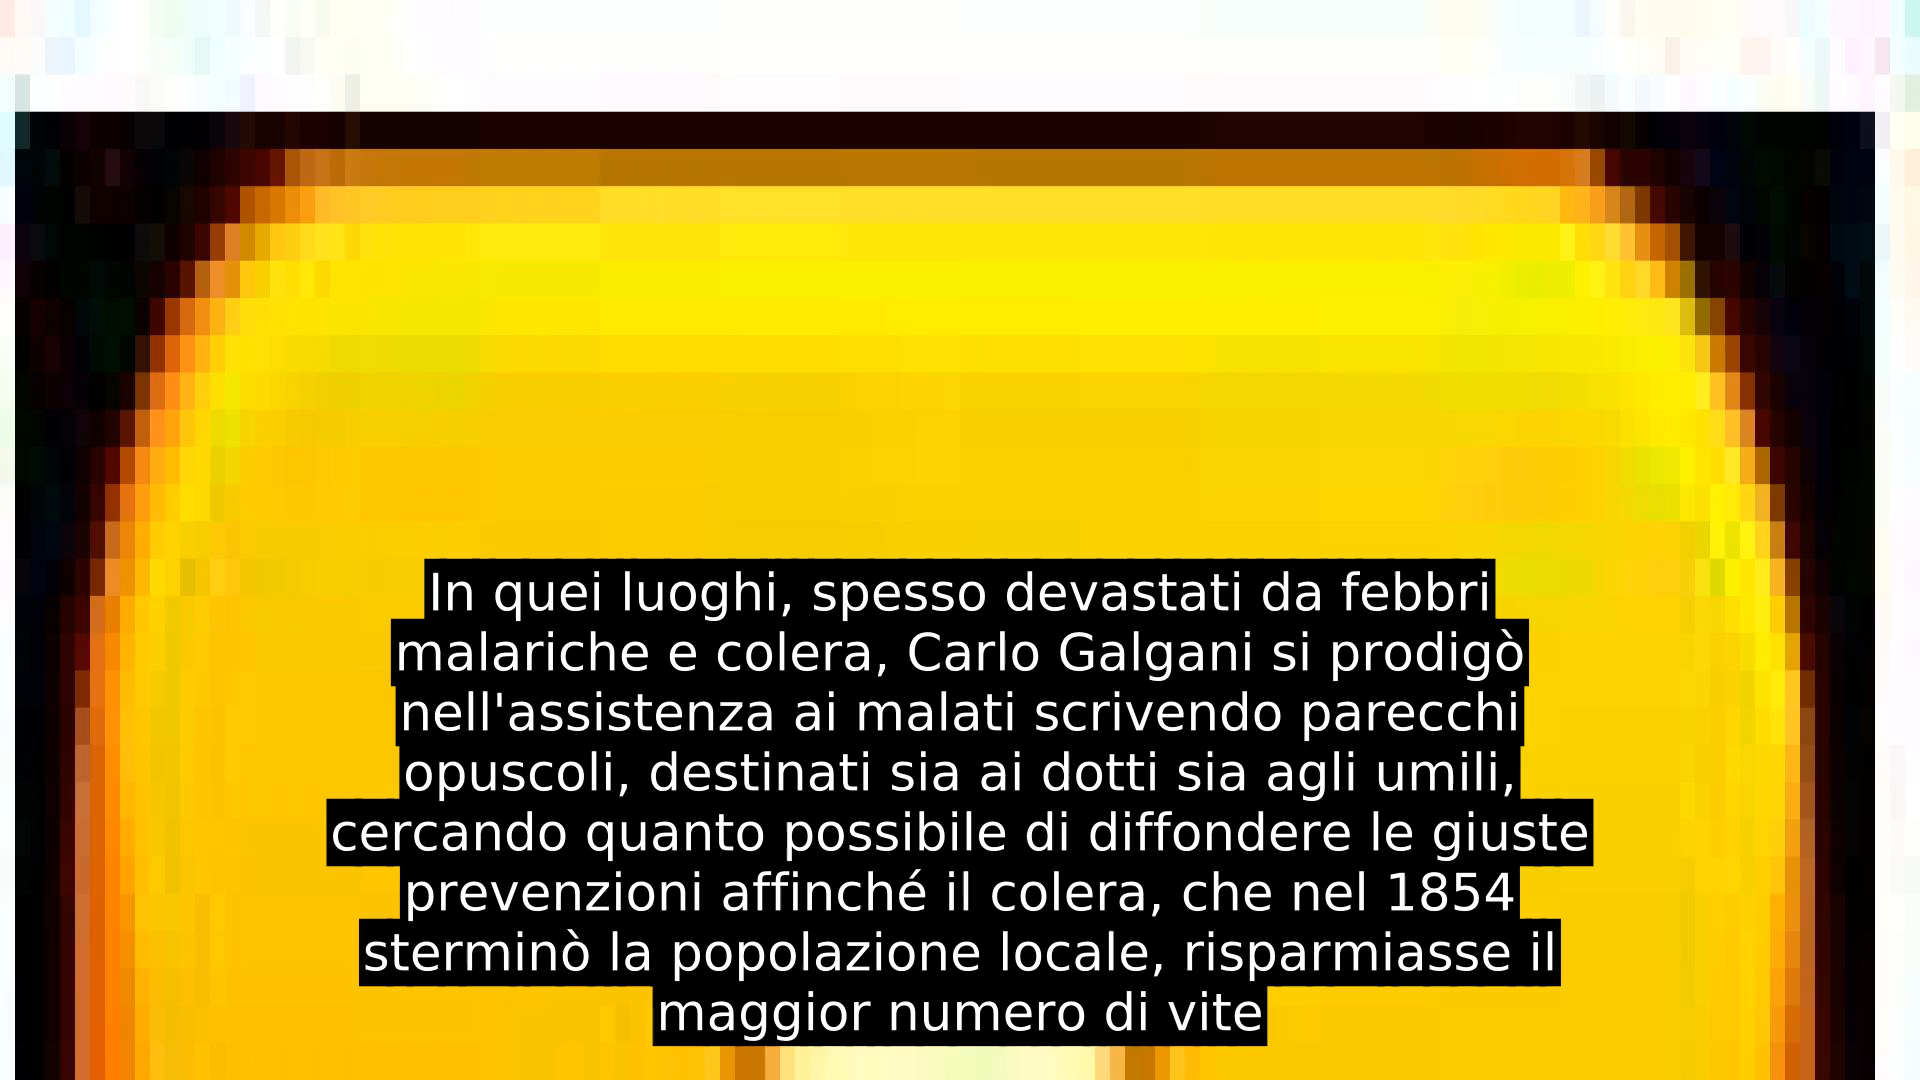 In quei luoghi, spesso devastati da febbri
malariche e colera, Carlo Galgani si prodigò
nell'assistenza ai malati scrivendo parecchi
opuscoli, destinati sia ai dotti sia agli umili,
cercando quanto possibile di diffondere le giuste
prevenzioni affinché il colera, che nel 1854
sterminò la popolazione locale, risparmiasse il
maggior numero di vite